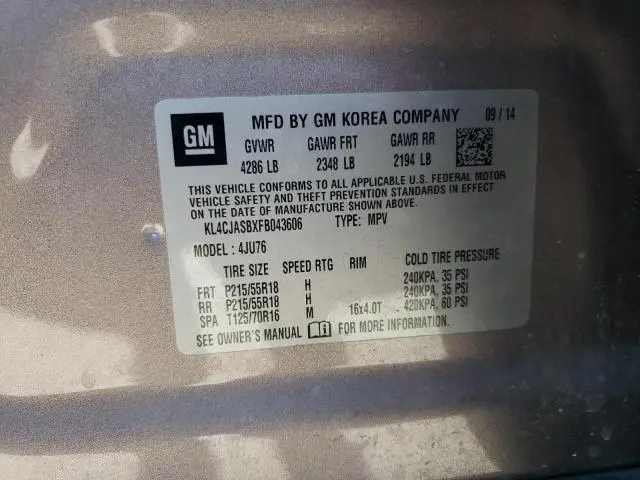 GM
MFD BY GM KOREA COMPANY 09/14
GVWR GAWR FRT GAWR RR
4286 LB 2348 LB 2194 LB
THIS VEHICLE CONFORMS TO ALL APPLICABLE U.S. FEDERAL MOTOR
VEHICLE SAFETY AND THEFT PREVENTION STANDARDS IN EFFECT
ON THE DATE OF MANUFACTURE SHOWN ABOVE.
KL4CJASBXFB043606 TYPE: MPV
MODEL: 4JU76
TIRE SIZE SPEED RTG RIM COLD TIRE PRESSURE
FRT P215/55R18 H 240KPA, 35 PSI
RR P215/55R18 H 240KPA, 35 PSI
SPA T125/70R16 M 16x4.0T 420KPA, 60 PSI
SEE OWNER'S MANUAL FOR MORE INFORMATION.